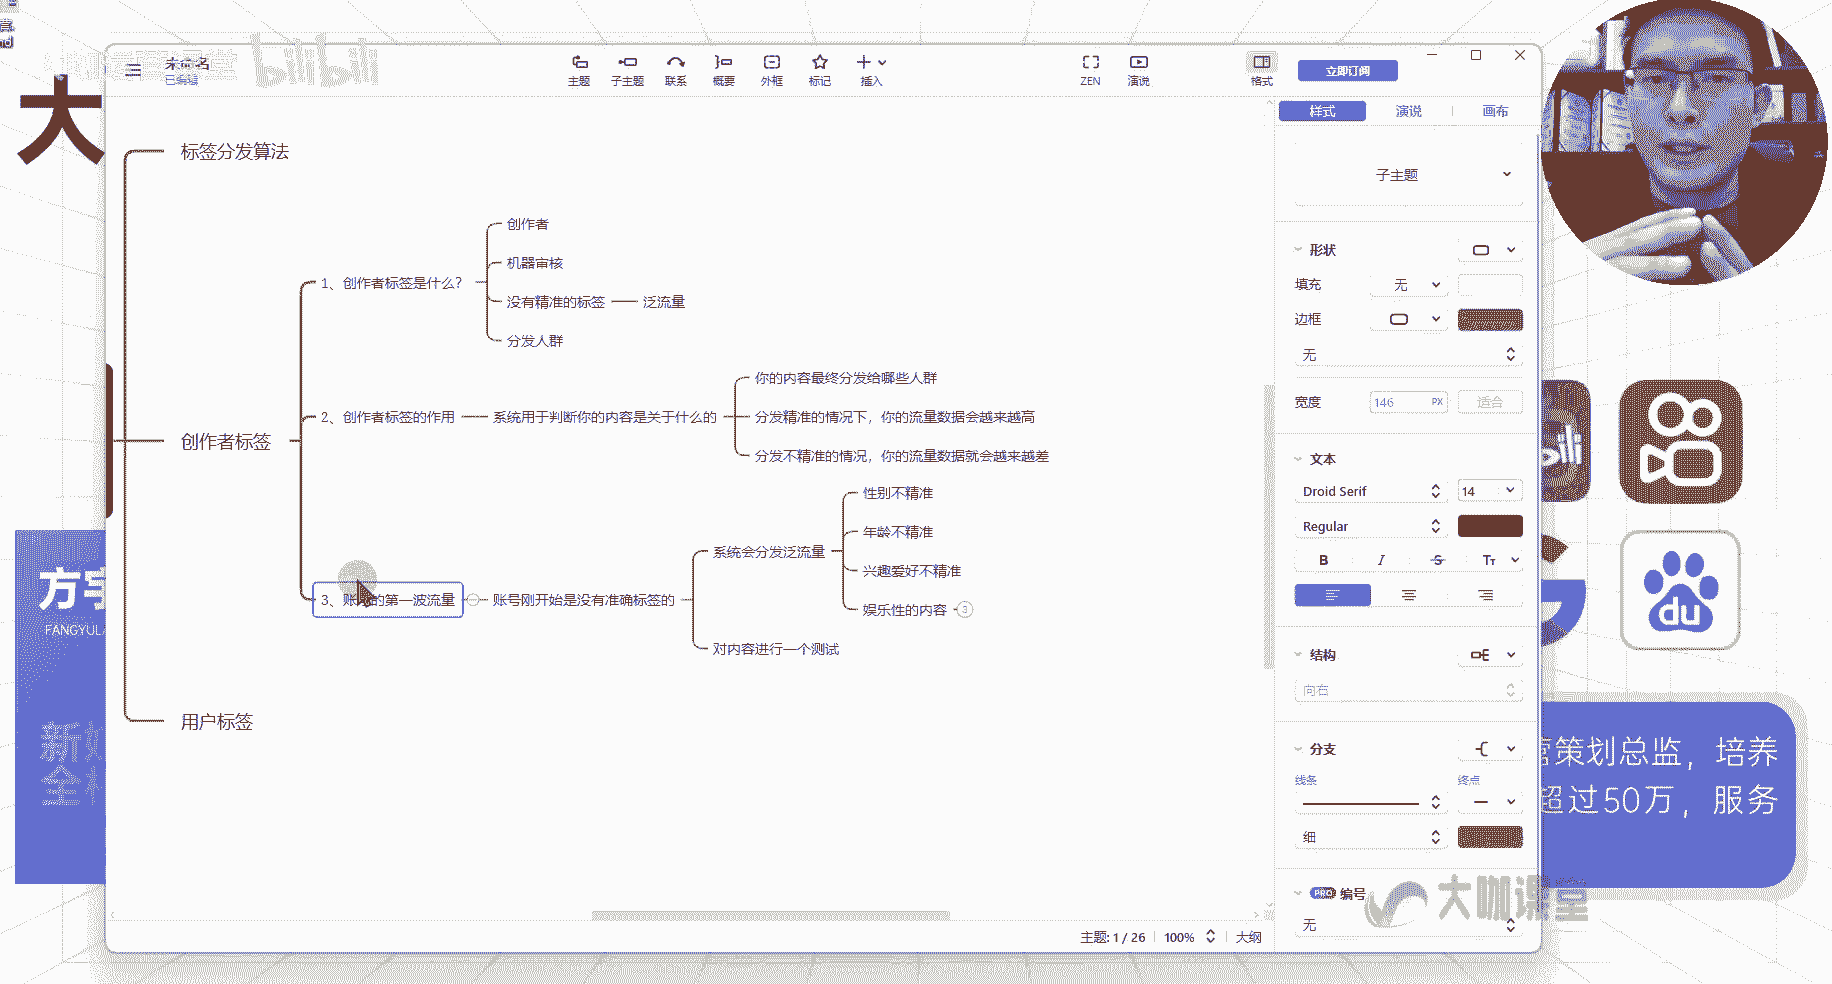 bilibili
未命名
已编辑
主题
子主题
联系
概要
外框
标记
插入
ZEN
演说
格式
立即订阅
大
标签分发算法
创作者
1、创作者标签是什么?
机器审核
没有精准的标签
泛流量
分发人群
你的内容最终分发给哪些人群
2、创作者标签的作用
系统用于判断你的内容是关于什么的
分发精准的情况下，你的流量数据会越来越高
创作者标签
分发不精准的情况，你的流量数据就会越来越差
性别不精准
年龄不精准
系统会分发泛流量
兴趣爱好不精准
3、账
的第一波流量
账号刚开始是没有准确标签的
娱乐性的内容
3
对内容进行一个测试
用户标签
样式
演说
画布
子主题
形状
填充
无
边框
无
宽度
146
PX
适合
文本
Droid Serif
14
Regular
B
I
S
Tт
结构
向右
分支
线条
终点
细
PRO
编号
无
主题: 1 / 26
100%
大纲
方宇
FANGYUL
新
全
du
策划总监，培养
超过50万，服务
大咖课堂